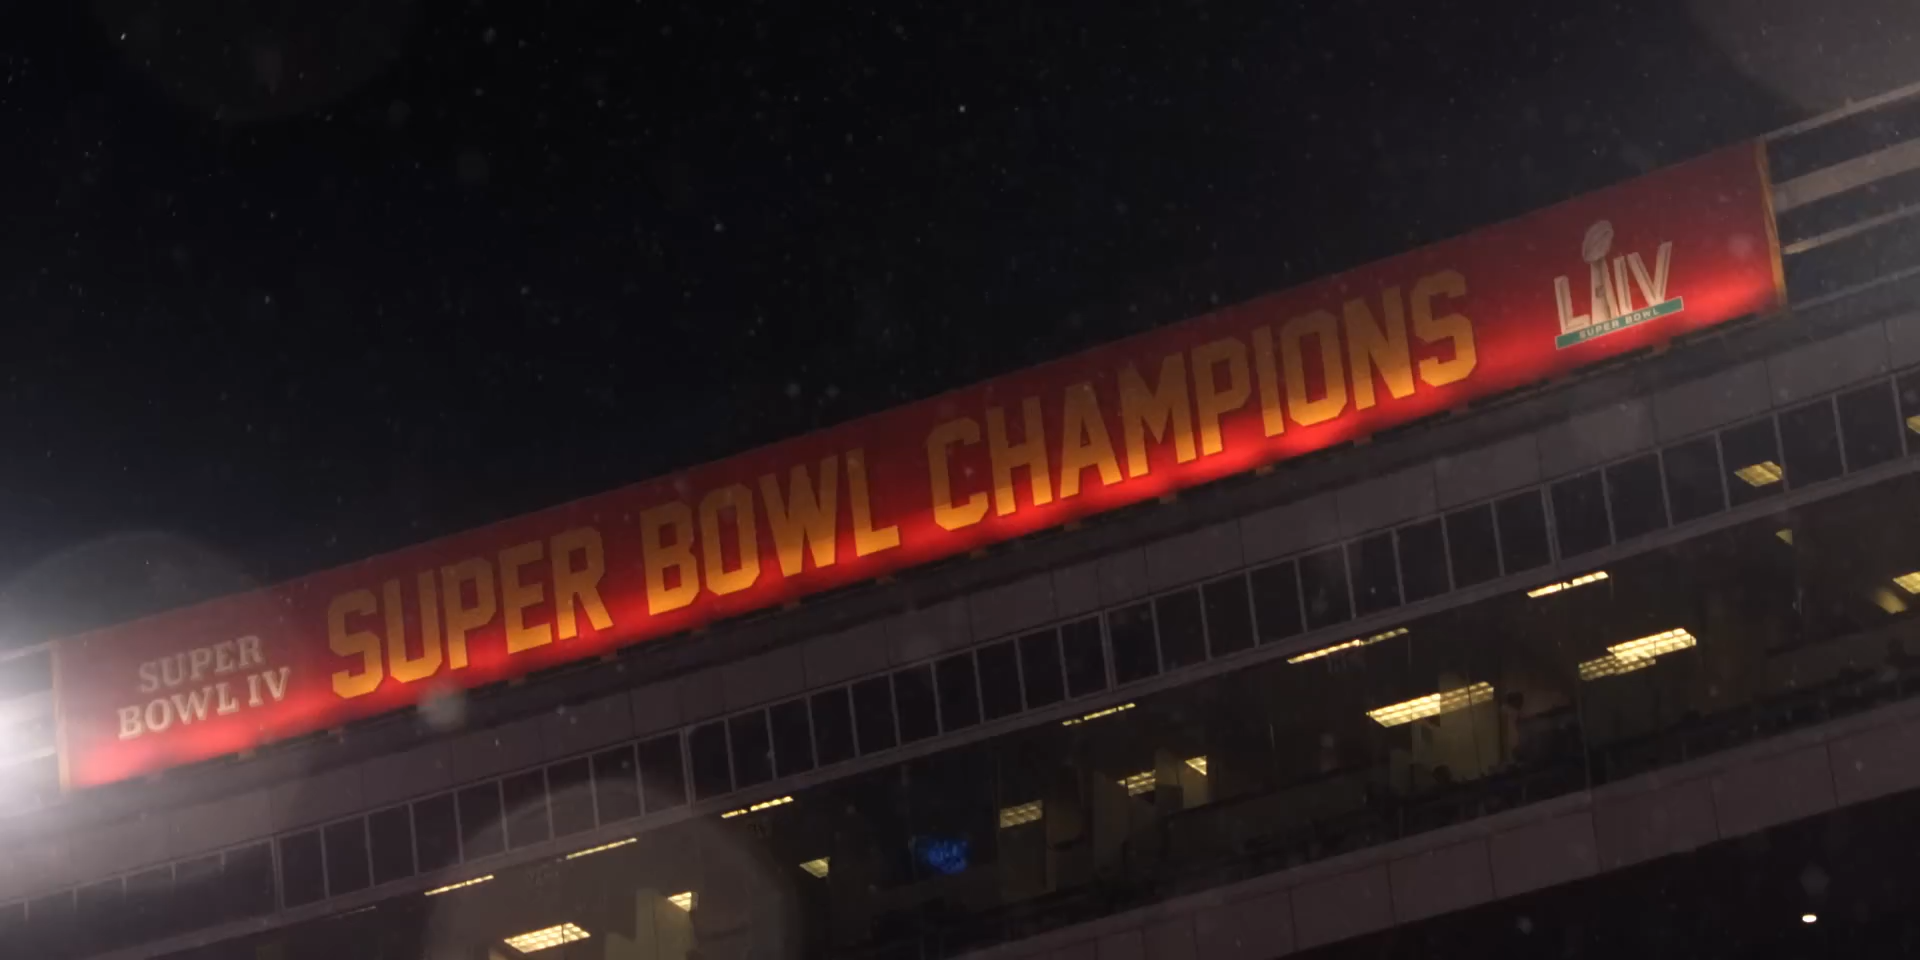 SUPER
BOWL IV
SUPER BOWL CHAMPIONS
LIV
SUPER BOWL